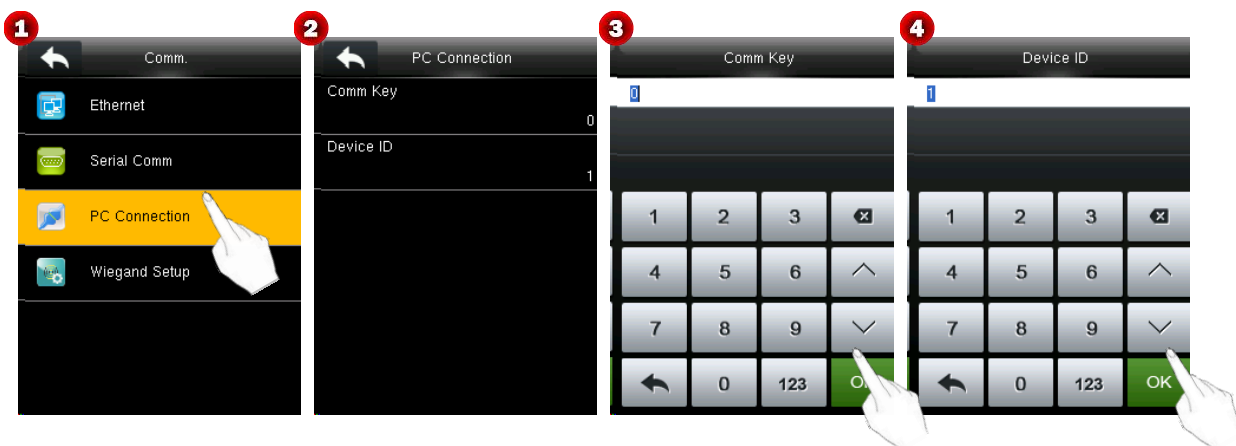 1
Comm.
Ethernet
Serial Comm
PC Connection
Wiegand Setup
2
PC Connection
Comm Key
0
Device ID
1
3
Comm Key
0
1 2 3
4 5 6
7 8 9
0 123 OK
4
Device ID
1
1 2 3
4 5 6
7 8 9
0 123 OK